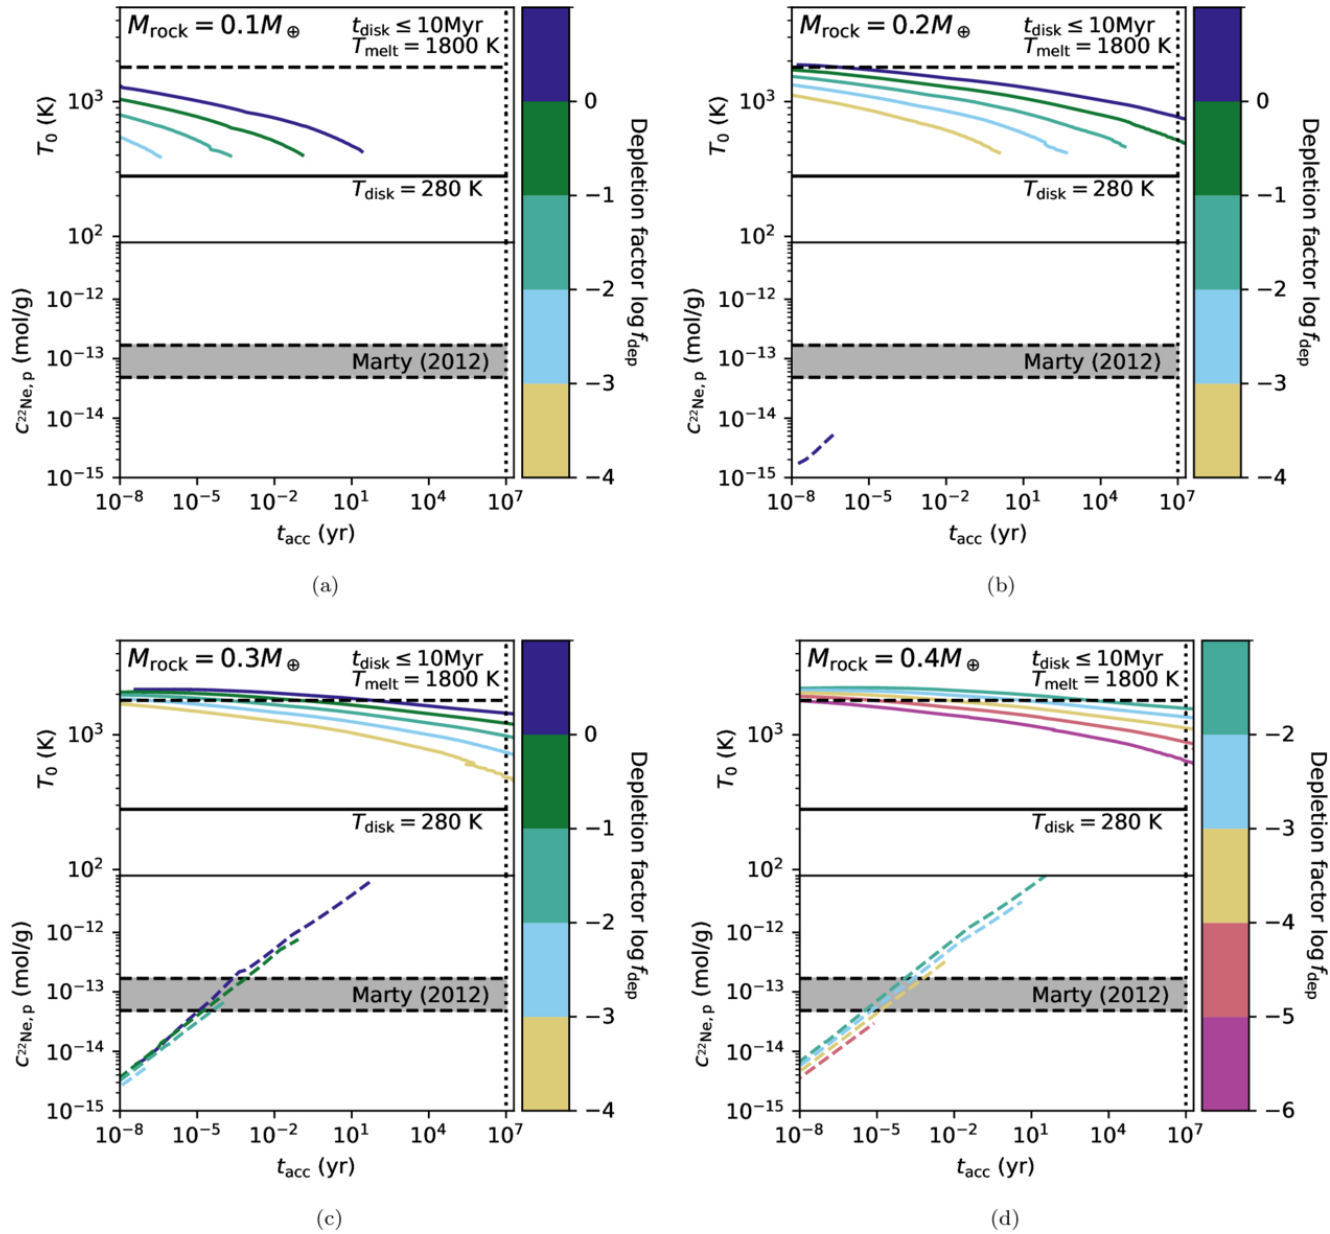 M_rock = 0.1M_⊕
t_disk ≤ 10Myr
T_melt = 1800 K
10^3
T_0 (K)
T_disk = 280 K
10^2
10^-12
10^-13
Marty (2012)
10^-14
10^-15
c_22Ne,p (mol/g)
10^-8
10^-5
10^-2
10^1
10^4
10^7
t_acc (yr)
0
−1
−2
−3
−4
Depletion factor log f_dep
(a)
M_rock = 0.2M_⊕
t_disk ≤ 10Myr
T_melt = 1800 K
10^3
T_0 (K)
T_disk = 280 K
10^2
10^-12
10^-13
Marty (2012)
10^-14
10^-15
c_22Ne,p (mol/g)
10^-8
10^-5
10^-2
10^1
10^4
10^7
t_acc (yr)
0
−1
−2
−3
−4
Depletion factor log f_dep
(b)
M_rock = 0.3M_⊕
t_disk ≤ 10Myr
T_melt = 1800 K
10^3
T_0 (K)
T_disk = 280 K
10^2
10^-12
10^-13
Marty (2012)
10^-14
10^-15
c_22Ne,p (mol/g)
10^-8
10^-5
10^-2
10^1
10^4
10^7
t_acc (yr)
0
−1
−2
−3
−4
Depletion factor log f_dep
(c)
M_rock = 0.4M_⊕
t_disk ≤ 10Myr
T_melt = 1800 K
10^3
T_0 (K)
T_disk = 280 K
10^2
10^-12
10^-13
Marty (2012)
10^-14
10^-15
c_22Ne,p (mol/g)
10^-8
10^-5
10^-2
10^1
10^4
10^7
t_acc (yr)
−2
−3
−4
−5
−6
Depletion factor log f_dep
(d)